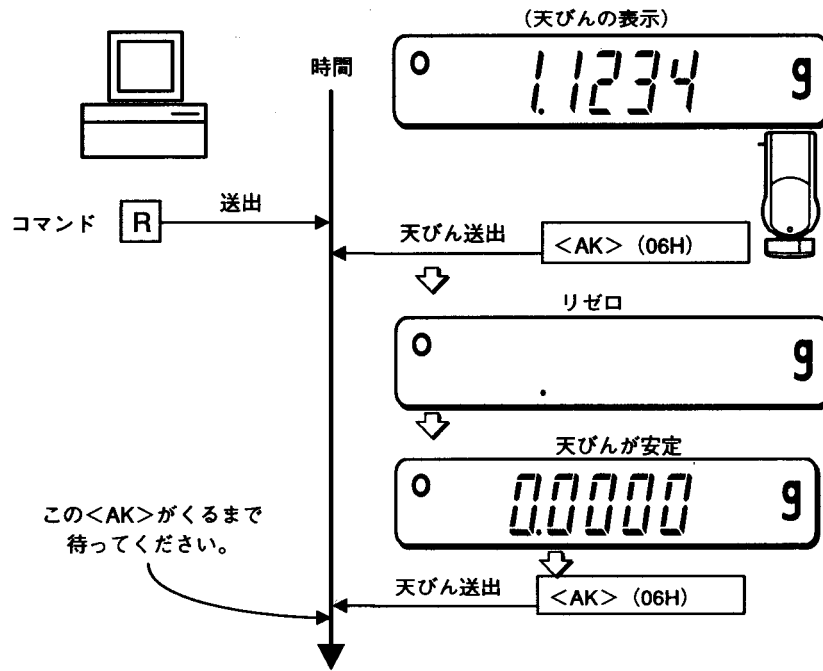 (天びんの表示)
時間
1.1234 g
コマンド R 送出
天びん送出 <AK> (06H)
リゼロ
. g
天びんが安定
0.0000 g
この<AK>がくるまで
待ってください。
天びん送出 <AK> (06H)